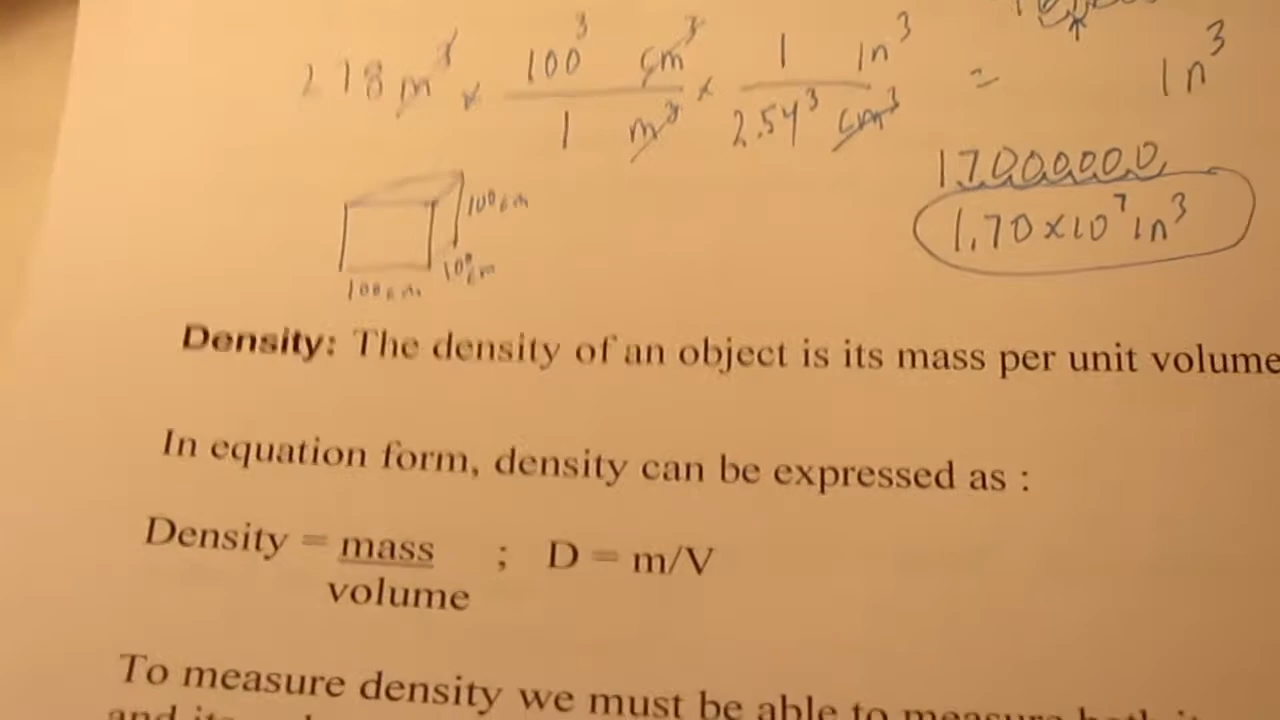 278 m³ × 100³ cm³ / 1 m³ × 1 in³ / 2.54³ cm³ = in³
17000000
1.70×10⁷ in³
100cm
100cm
100cm
Density: The density of an object is its mass per unit volume
In equation form, density can be expressed as :
Density = mass ; D = m/V
volume
To measure density we must be able to measure both